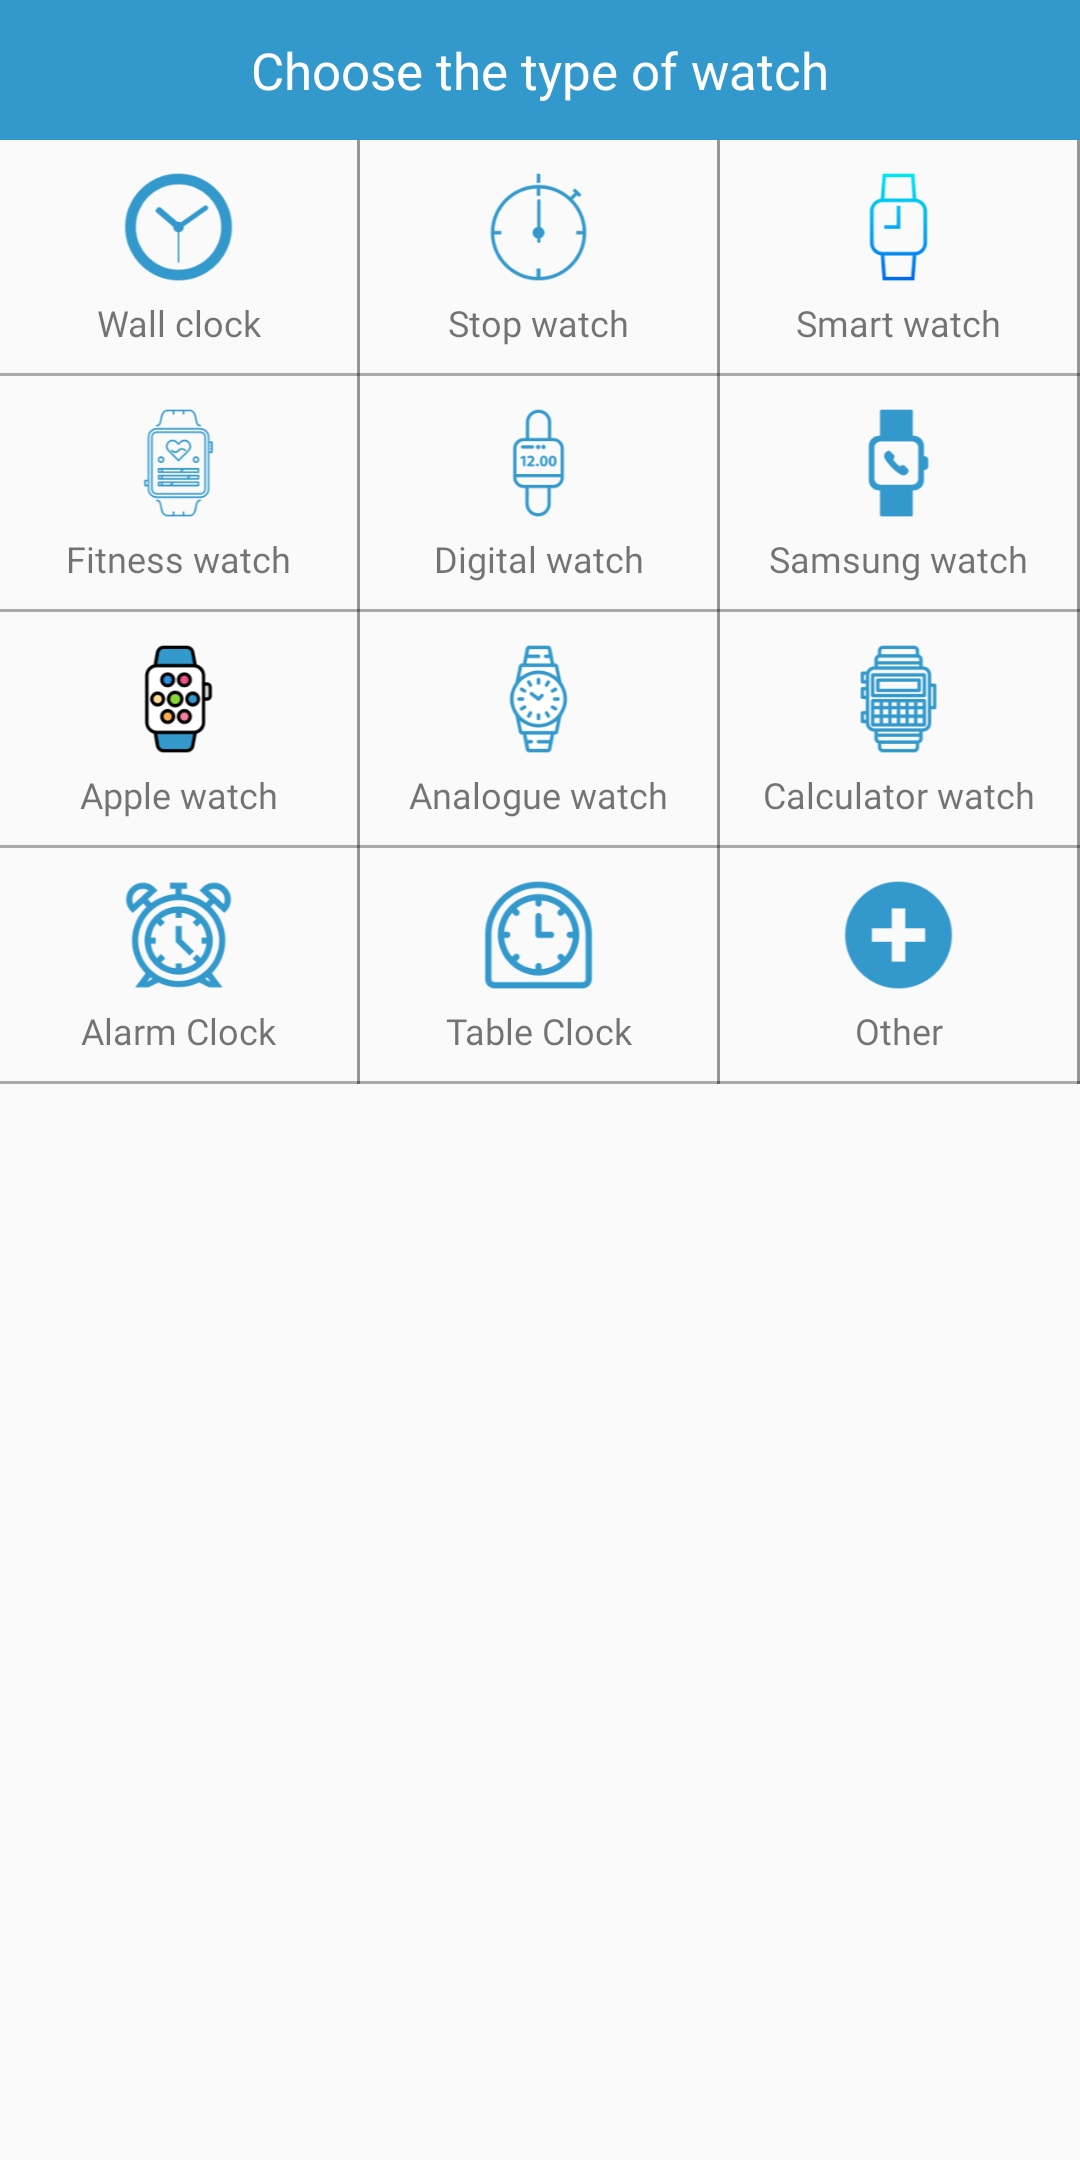 Choose the type of watch
Wall clock
Stop watch
Smart watch
Fitness watch
12.00
Digital watch
Samsung watch
Apple watch
Analogue watch
Calculator watch
Alarm Clock
Table Clock
Other